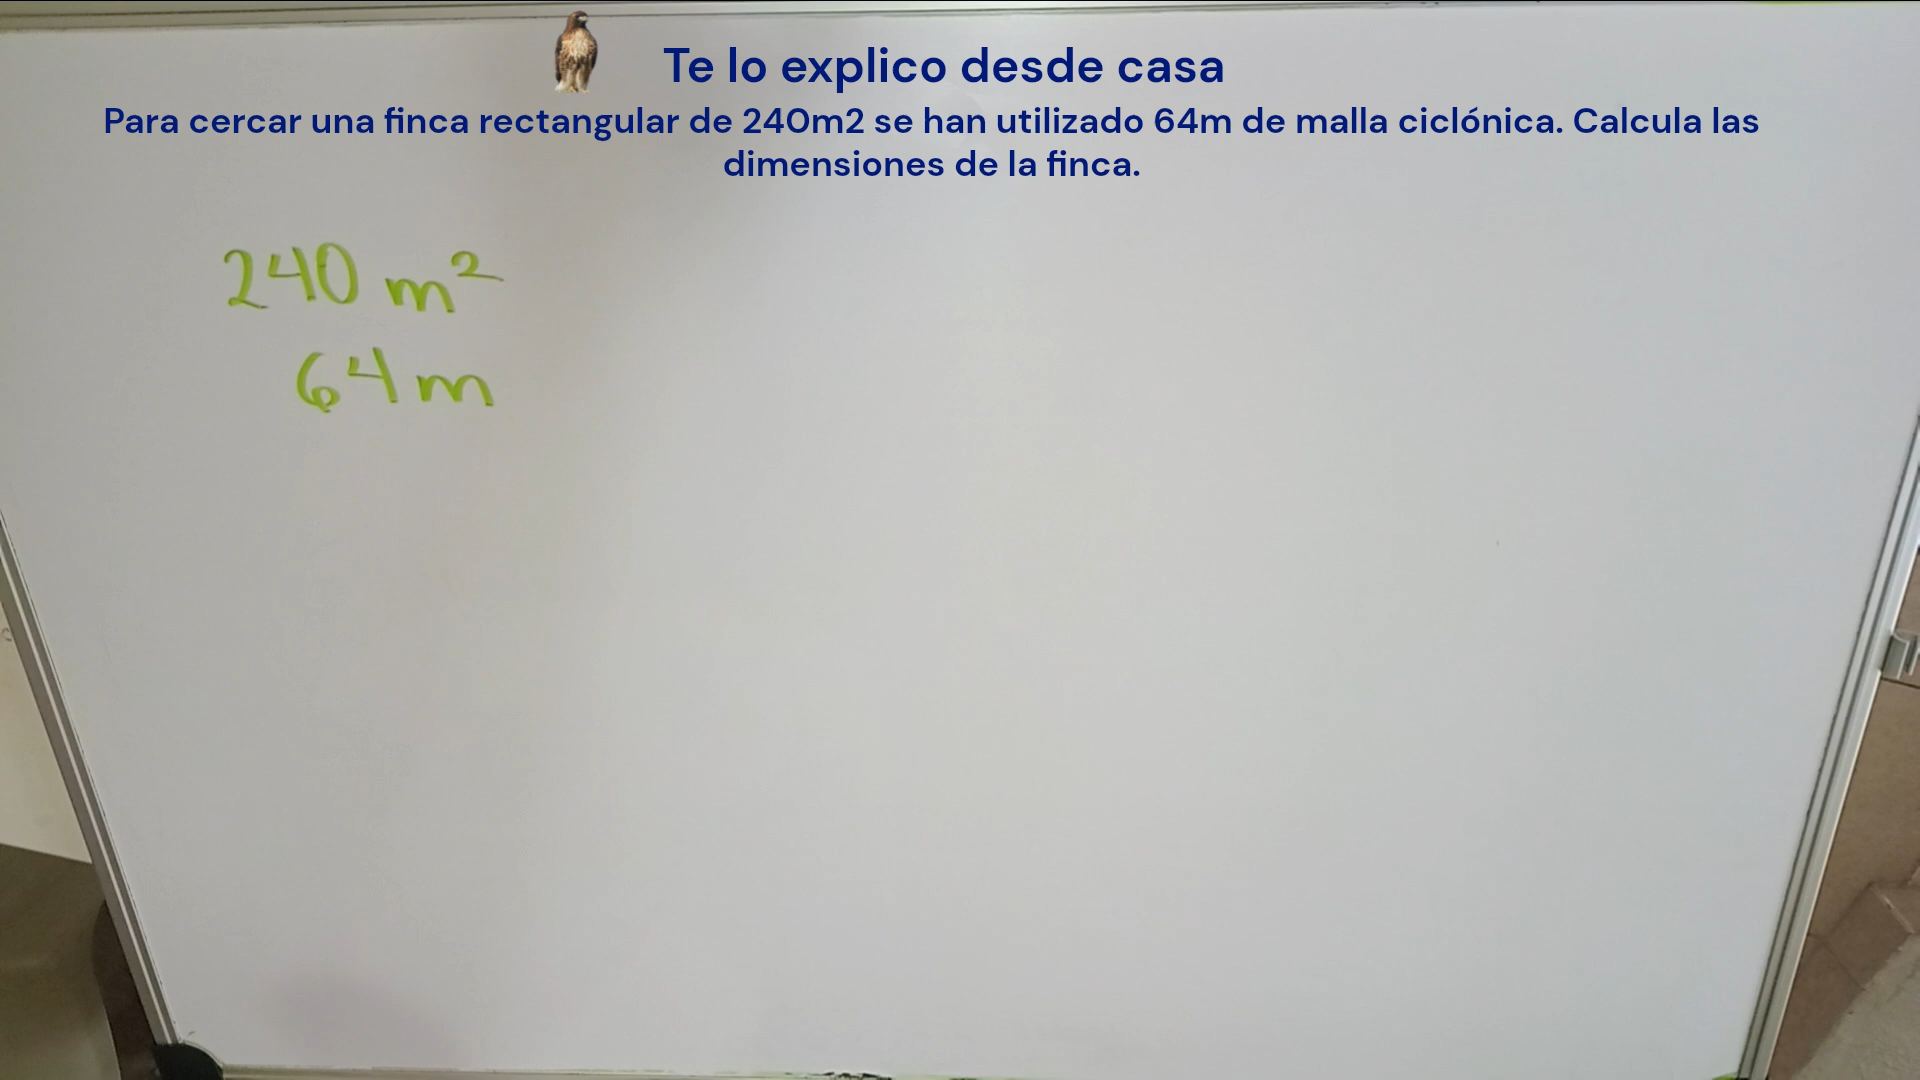 Te lo explico desde casa
Para cercar una finca rectangular de 240m2 se han utilizado 64m de malla ciclónica. Calcula las
dimensiones de la finca.
240 m²
64m